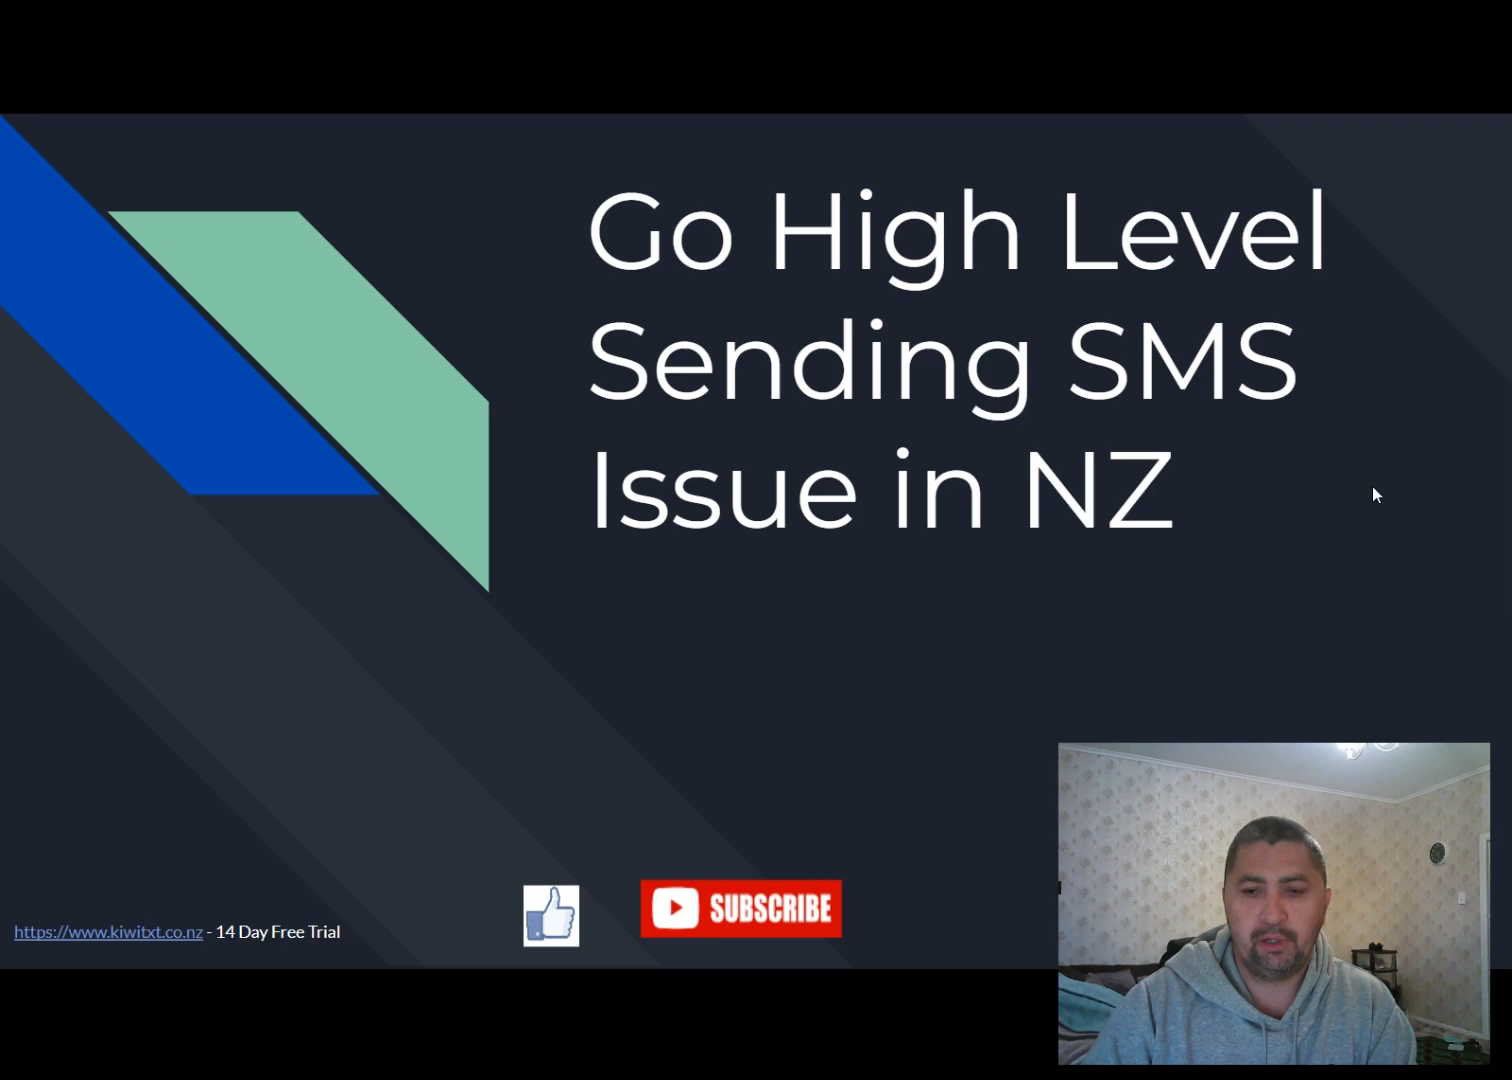 Go High Level
Sending SMS
Issue in NZ
https://www.kiwitxt.co.nz - 14 Day Free Trial
SUBSCRIBE